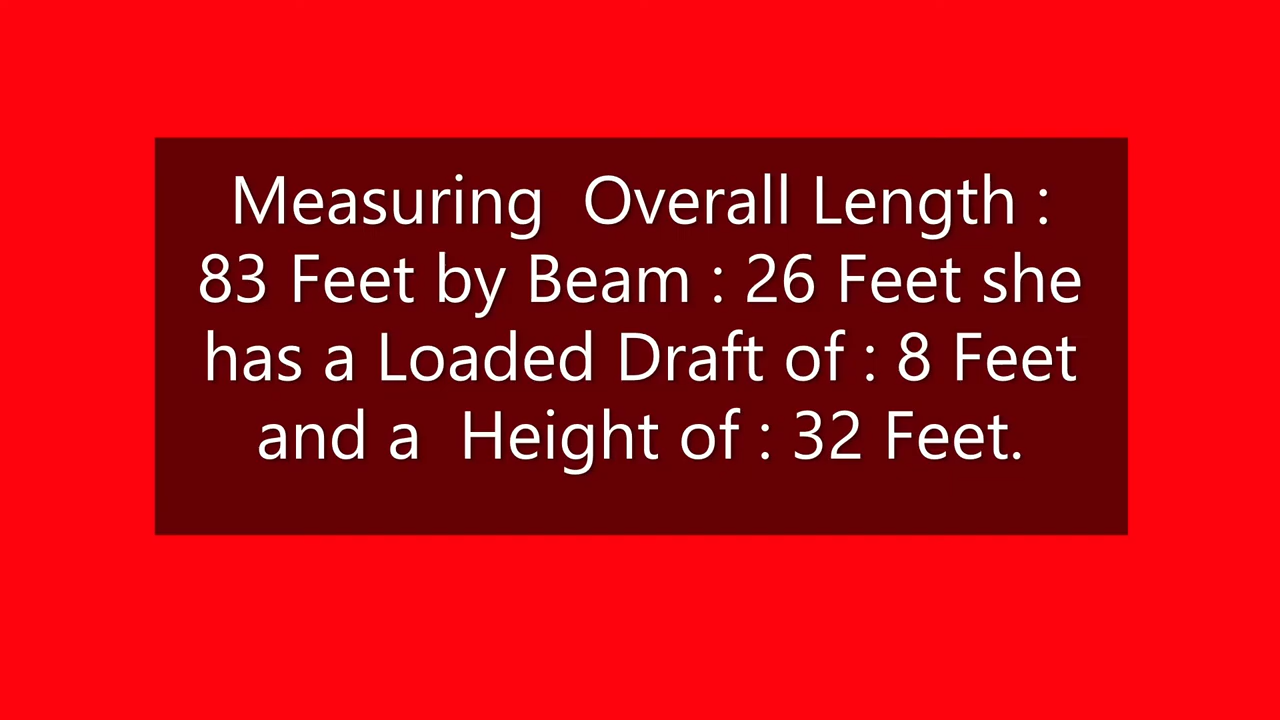 Measuring  Overall Length :
83 Feet by Beam : 26 Feet she
has a Loaded Draft of : 8 Feet
and a  Height of : 32 Feet.